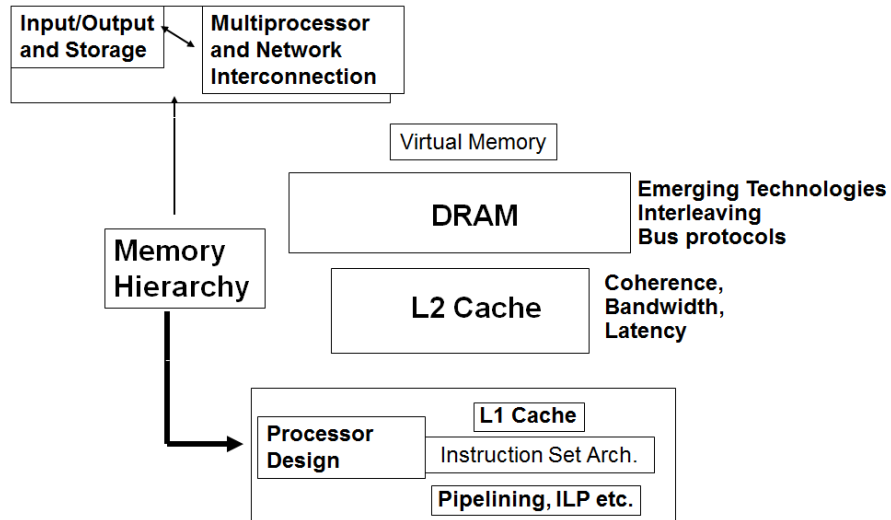 Input/Output
and Storage
Multiprocessor
and Network
Interconnection
Virtual Memory
DRAM
Emerging Technologies
Interleaving
Bus protocols
Memory
Hierarchy
L2 Cache
Coherence,
Bandwidth,
Latency
L1 Cache
Processor
Design
Instruction Set Arch.
Pipelining, ILP etc.